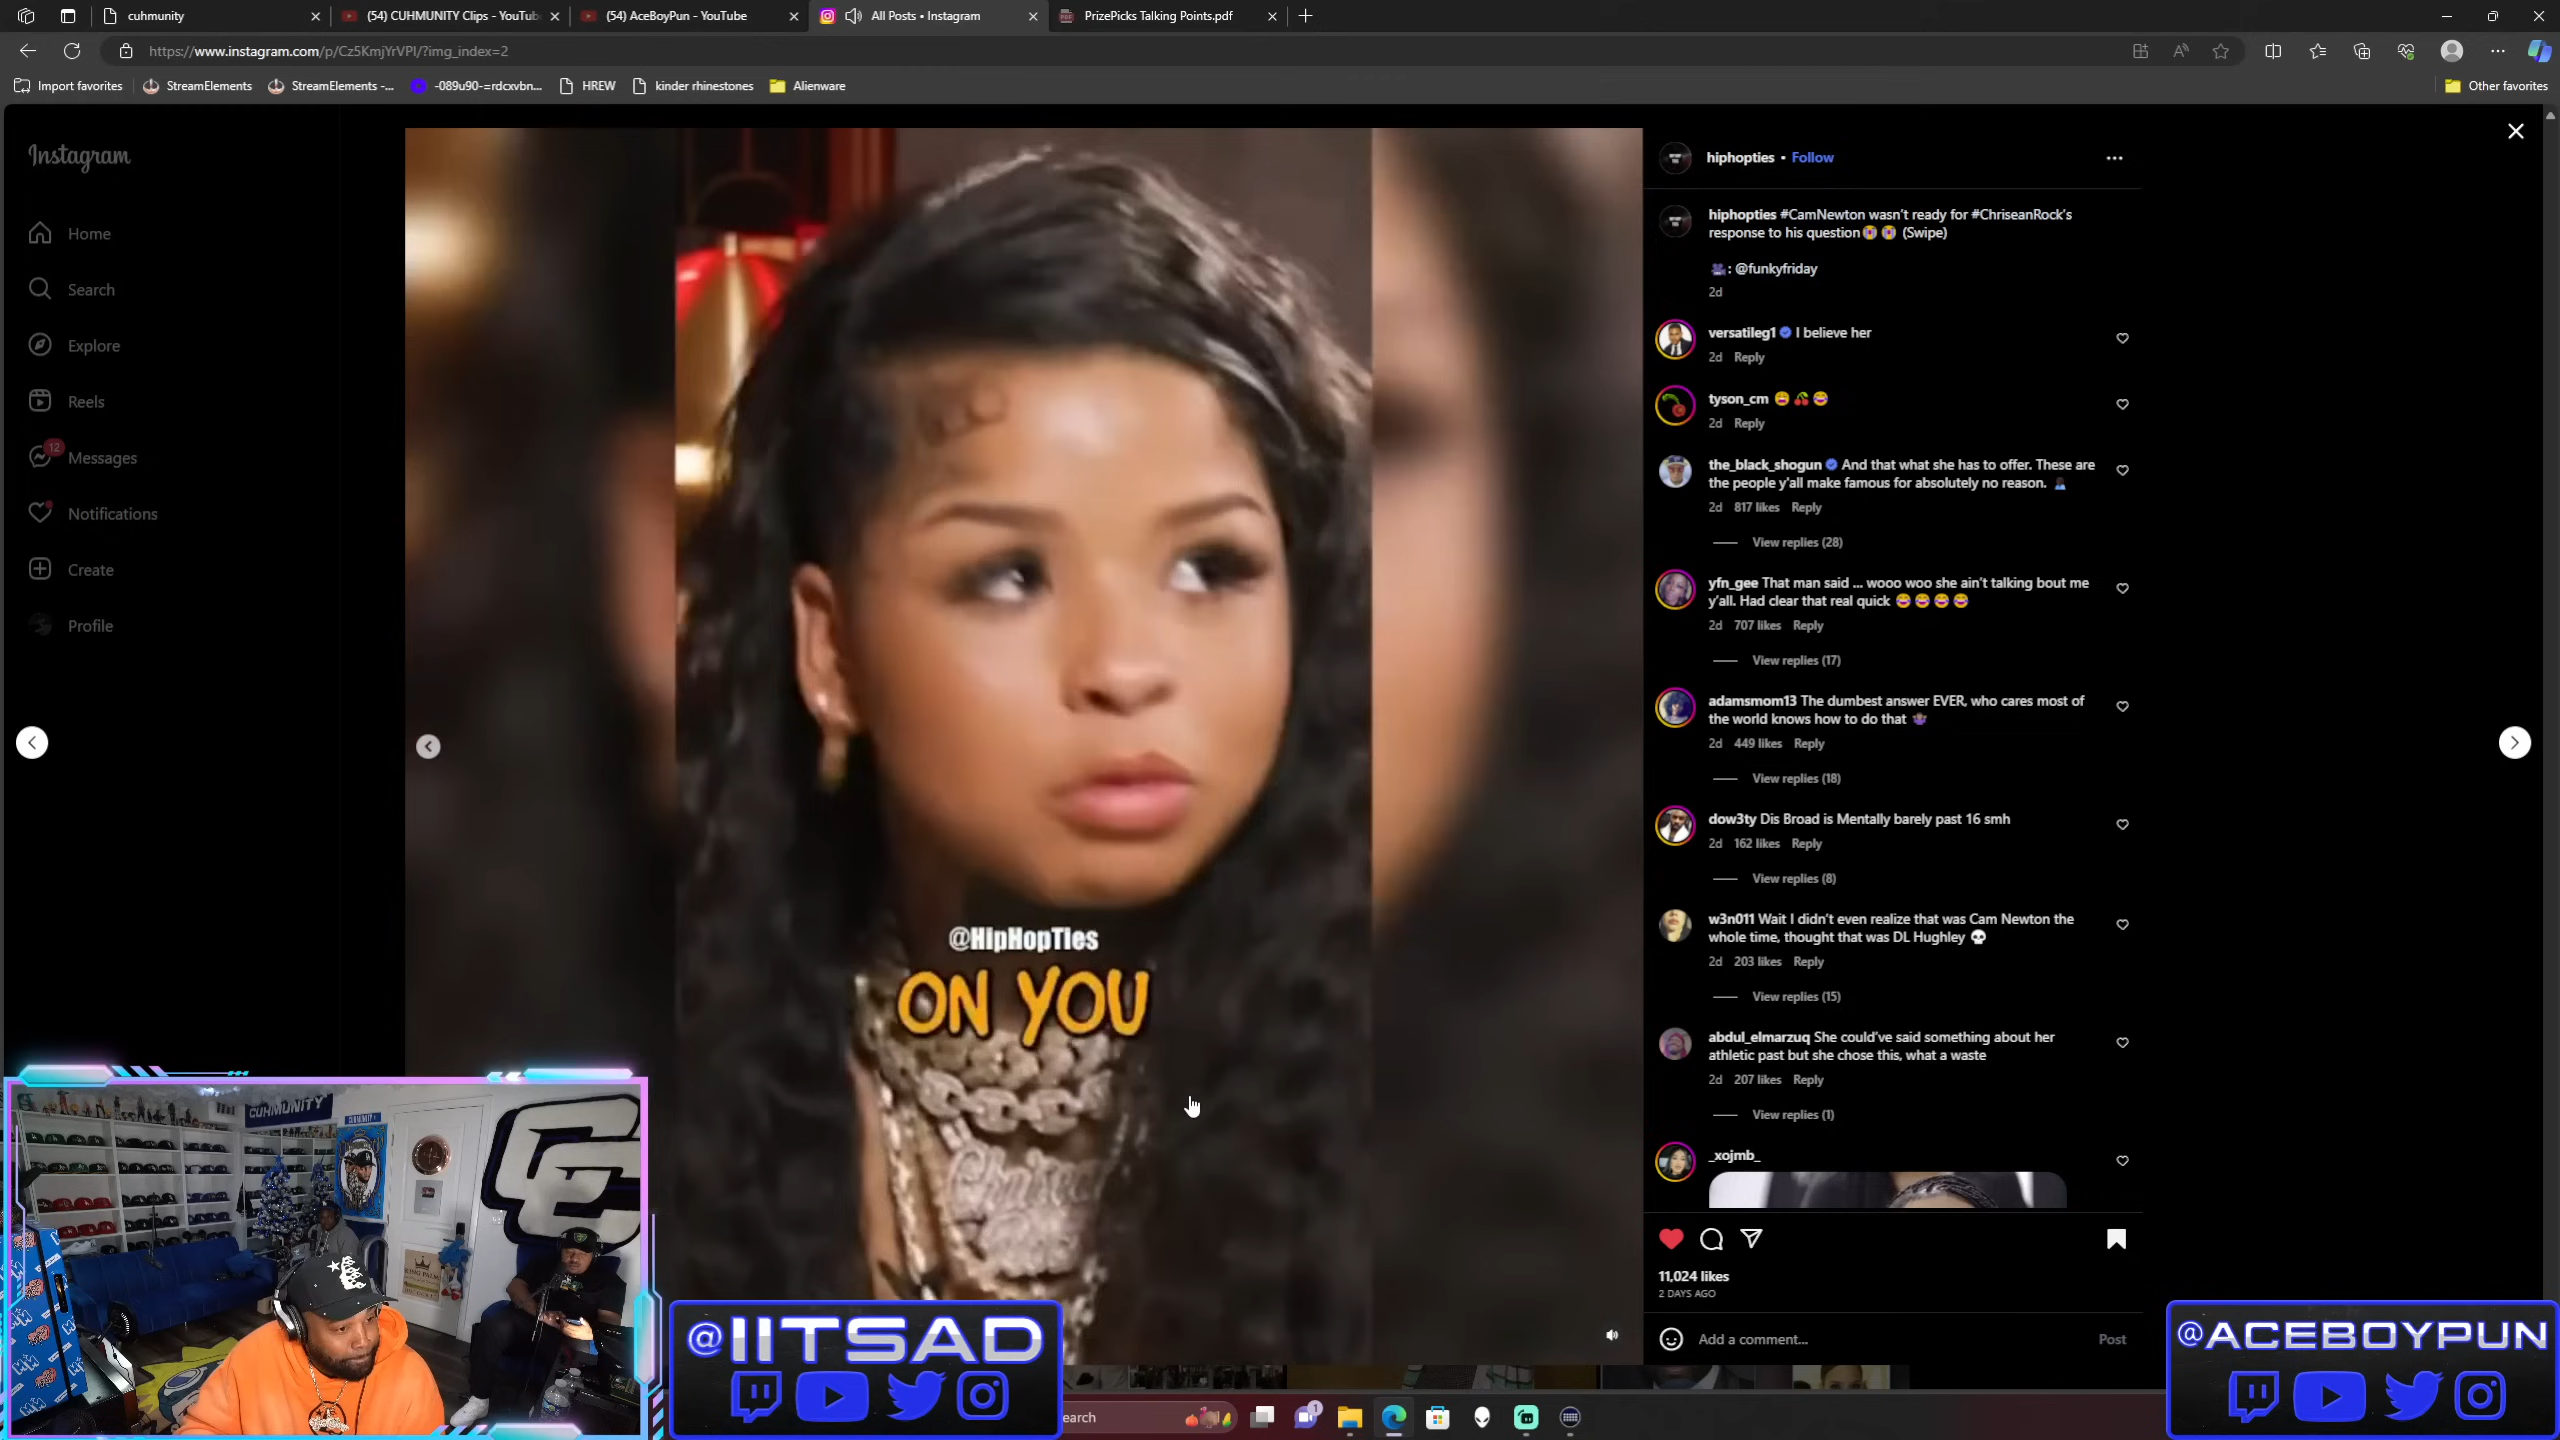 cuhmunity
(54) CUHMUNITY Clips - YouTub
(54) AceBoyPun - YouTube
All Posts • Instagram
PrizePicks Talking Points.pdf
https://www.instagram.com/p/Cz5KmjYrVPI/?img_index=2
Import favorites
StreamElements
StreamElements -...
-089u90-=rdcxvbn...
HREW
kinder rhinestones
Alienware
Other favorites
Instagram
Home
Search
Explore
Reels
12
Messages
Notifications
Create
Profile
@HipHopTies
ON YOU
hiphopties • Follow
hiphopties #CamNewton wasn't ready for #ChriseanRock's
response to his question😭😭 (Swipe)
🎥: @funkyfriday
2d
versatileg1 I believe her
2d Reply
tyson_cm 😩🍒😂
2d Reply
the_black_shogun And that what she has to offer. These are
the people y'all make famous for absolutely no reason.
2d 817 likes Reply
View replies (28)
yfn_gee That man said ... wooo woo she ain't talking bout me
y'all. Had clear that real quick 😂😂😂😂
2d 707 likes Reply
View replies (17)
adamsmom13 The dumbest answer EVER, who cares most of
the world knows how to do that
2d 449 likes Reply
View replies (18)
dow3ty Dis Broad is Mentally barely past 16 smh
2d 162 likes Reply
View replies (8)
w3n011 Wait I didn't even realize that was Cam Newton the
whole time, thought that was DL Hughley 💀
2d 203 likes Reply
View replies (15)
abdul_elmarzuq She could've said something about her
athletic past but she chose this, what a waste
2d 207 likes Reply
View replies (1)
_xojmb_
11,024 likes
2 DAYS AGO
Add a comment...
Post
CUHMUNITY
KING PALM
@IITSAD
@ACEBOYPUN
earch
1